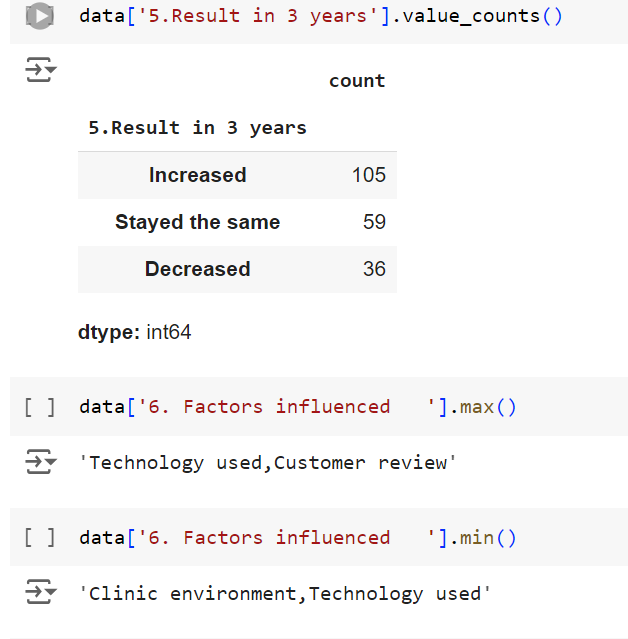 data['5.Result in 3 years'].value_counts()
count
5.Result in 3 years
Increased 105
Stayed the same 59
Decreased 36
dtype: int64
[ ] data['6. Factors influenced   '].max()
'Technology used,Customer review'
[ ] data['6. Factors influenced   '].min()
'Clinic environment,Technology used'